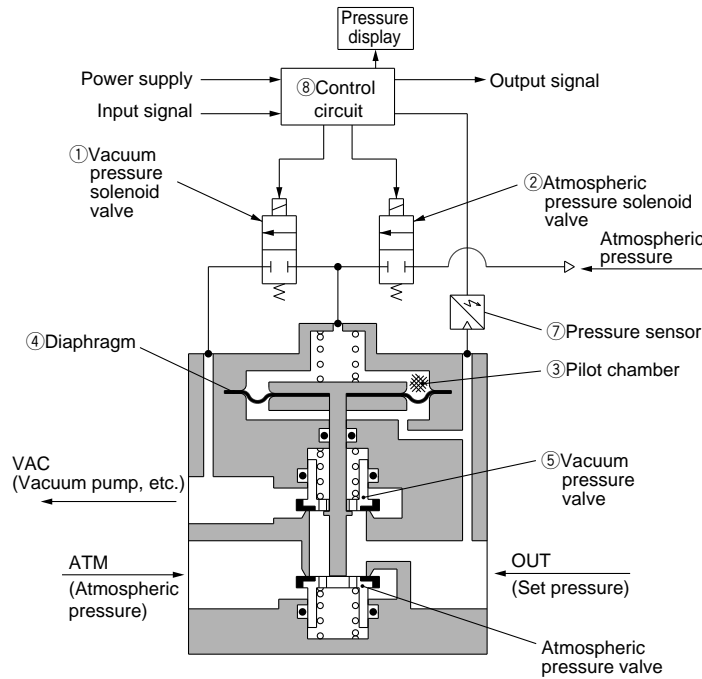 Pressure
display
Power supply
Input signal
⑧Control
circuit
Output signal
①Vacuum
pressure
solenoid
valve
②Atmospheric
pressure solenoid
valve
Atmospheric
pressure
④Diaphragm
⑦Pressure sensor
③Pilot chamber
VAC
(Vacuum pump, etc.)
⑤Vacuum
pressure
valve
ATM
(Atmospheric
pressure)
OUT
(Set pressure)
Atmospheric
pressure valve